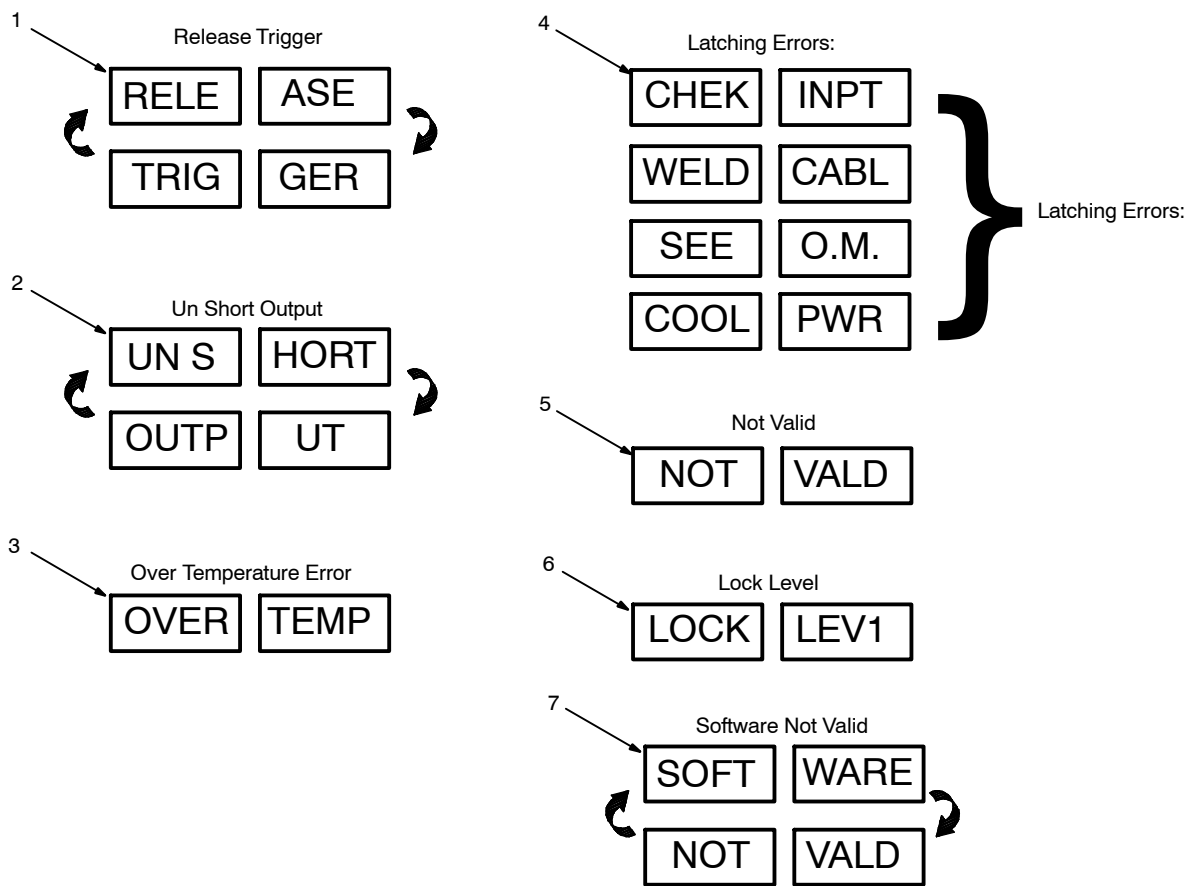 1
Release Trigger
RELE ASE
TRIG GER
2
Un Short Output
UN S HORT
OUTP UT
3
Over Temperature Error
OVER TEMP
4
Latching Errors:
CHEK INPT
WELD CABL
SEE O.M.
COOL PWR
Latching Errors:
5
Not Valid
NOT VALD
6
Lock Level
LOCK LEV1
7
Software Not Valid
SOFT WARE
NOT VALD